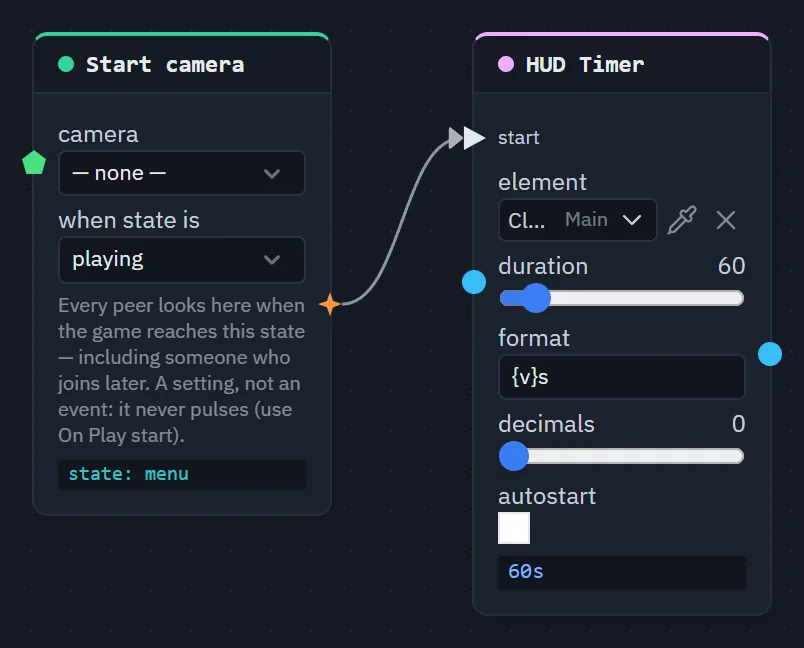 Start camera
camera
— none —
when state is
playing
Every peer looks here when
the game reaches this state
— including someone who
joins later. A setting, not an
event: it never pulses (use
On Play start).
state: menu
HUD Timer
start
element
Cl... Main
duration 60
format
{v}s
decimals 0
autostart
60s